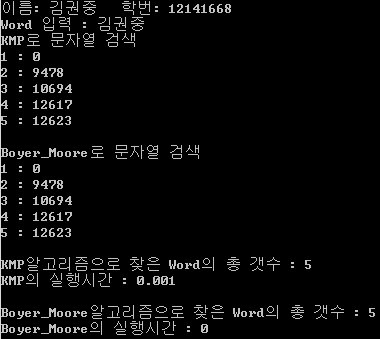 이름: 김권중   학번: 12141668
Word 입력 : 김권중
KMP로 문자열 검색
1 : 0
2 : 9478
3 : 10694
4 : 12617
5 : 12623
Boyer_Moore로 문자열 검색
1 : 0
2 : 9478
3 : 10694
4 : 12617
5 : 12623
KMP알고리즘으로 찾은 Word의 총 갯수 : 5
KMP의 실행시간 : 0.001
Boyer_Moore알고리즘으로 찾은 Word의 총 갯수 : 5
Boyer_Moore의 실행시간 : 0